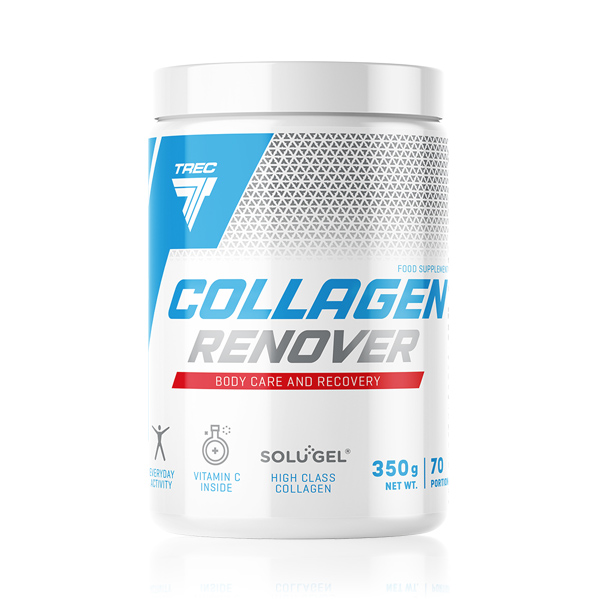 TREC
FOOD SUPPLEMENT
COLLAGEN
RENOVER
BODY CARE AND RECOVERY
EVERYDAY
ACTIVITY
VITAMIN C
INSIDE
SOLUGEL®
HIGH CLASS
COLLAGEN
350g
NET WT.
70
PORTION